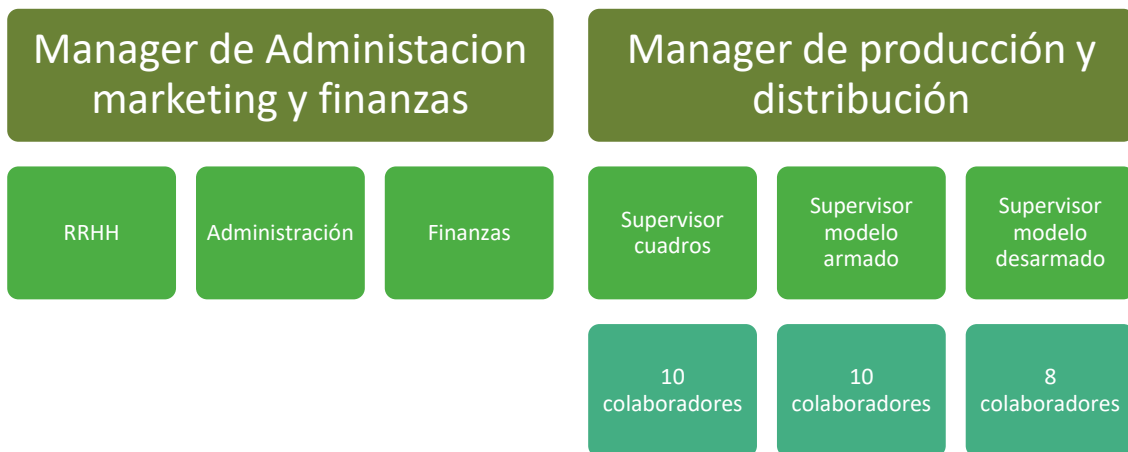 Manager de Administacion
marketing y finanzas
Manager de producción y
distribución
RRHH
Administración
Finanzas
Supervisor
cuadros
Supervisor
modelo
armado
Supervisor
modelo
desarmado
10
colaboradores
10
colaboradores
8
colaboradores